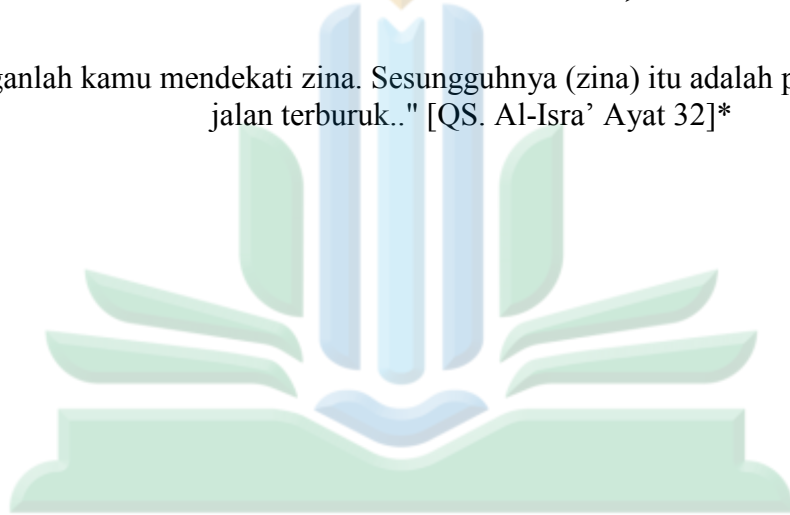 ganlah kamu mendekati zina. Sesungguhnya (zina) itu adalah p
jalan terburuk.." [QS. Al-Isra’ Ayat 32]*